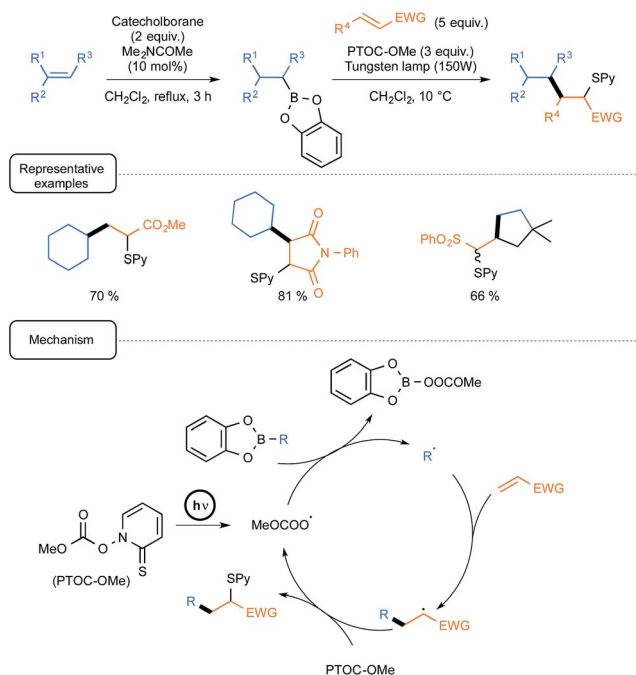 Catecholborane
(2 equiv.)
Me₂NCOMe
(10 mol%)
CH₂Cl₂, reflux, 3 h
R¹
R³
R²
R¹
R³
R²
B
O
O
R⁴
EWG
(5 equiv.)
PTOC-OMe (3 equiv.)
Tungsten lamp (150W)
CH₂Cl₂, 10 °C
R¹
R³
R²
SPy
R⁴
EWG
Representative
examples
CO₂Me
SPy
70 %
O
N
Ph
SPy
O
81 %
PhO₂S
SPy
66 %
Mechanism
O
B
OOCOMe
O
O
B
R
O
R•
EWG
hν
MeOCOO•
O
MeO
O
N
S
(PTOC-OMe)
SPy
R
EWG
R
•
EWG
PTOC-OMe